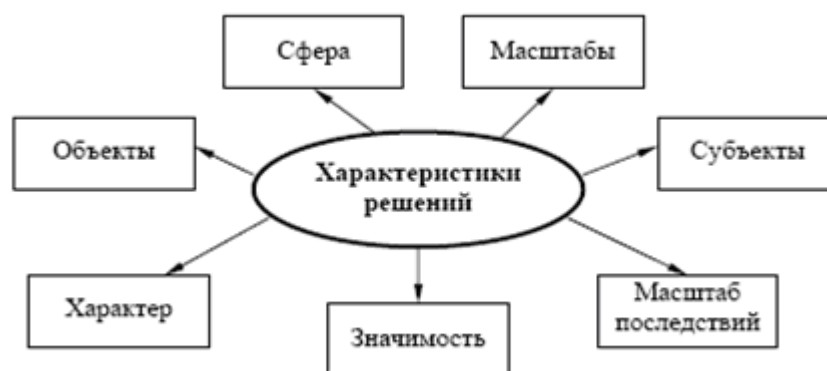 Сфера
Масштабы
Объекты
Субъекты
Характеристики
решений
Характер
Значимость
Масштаб
последствий